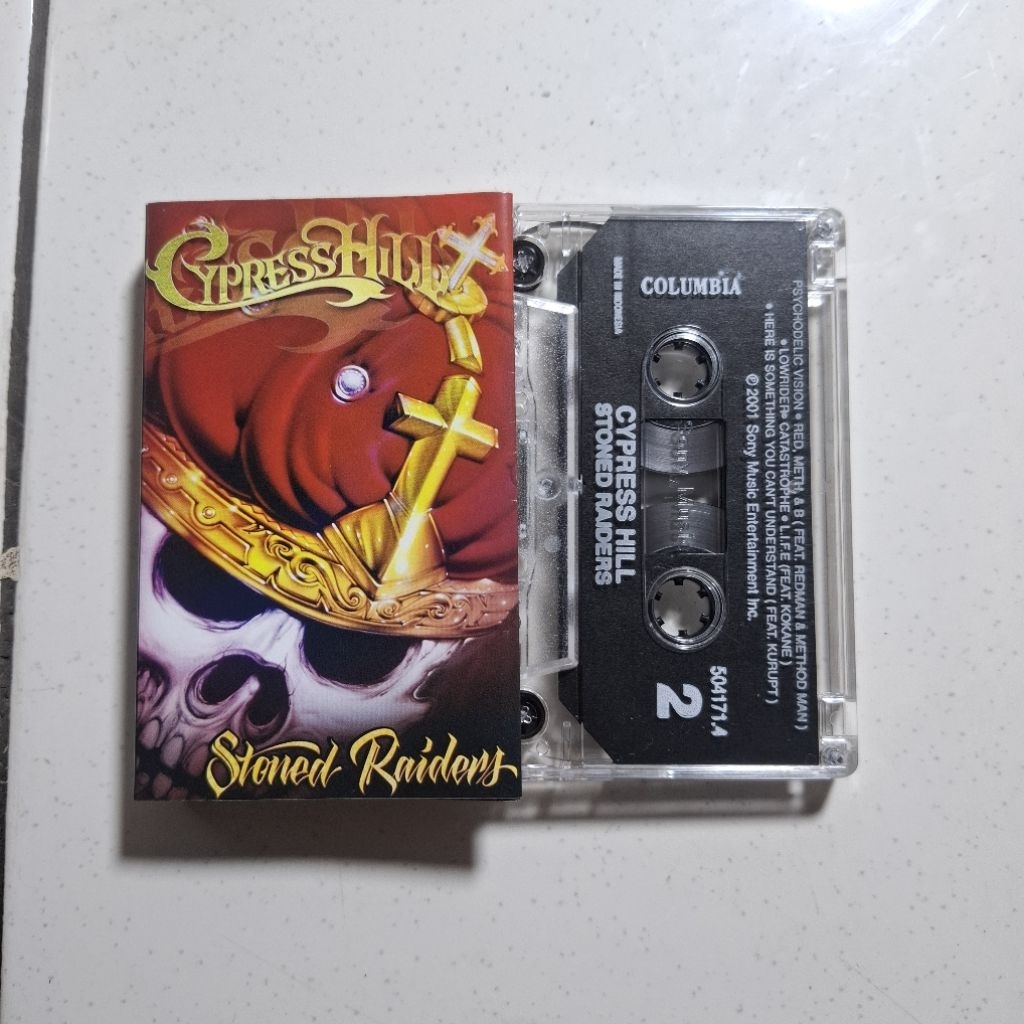 CYPRESS HILL
Stoned Raiders
MADE IN INDONESIA
COLUMBIA
PSYCHODELIC VISION • RED, METH, & B ( FEAT. REDMAN & METHOD MAN )
• LOWRIDER • CATASTROPHE • L.I.F.E (FEAT. KOKANE )
• HERE IS SOMETHING YOU CAN'T UNDERSTAND ( FEAT. KURUPT )
℗ 2001 Sony Music Entertainment Inc.
CYPRESS HILL
STONED RAIDERS
504171.4
2
Sony Music